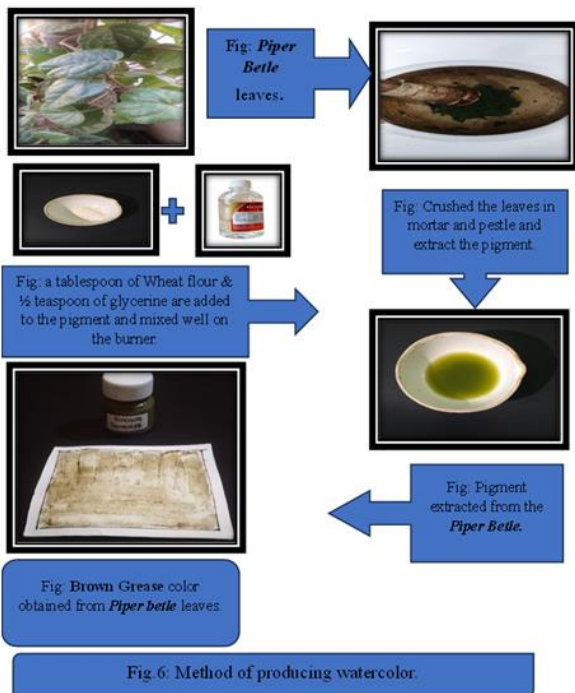 Fig: Piper
Betle
leaves.
Fig: Crushed the leaves in
mortar and pestle and
extract the pigment.
Fig: a tablespoon of Wheat flour &
½ teaspoon of glycerine are added
to the pigment and mixed well on
the burner.
Fig: Pigment
extracted from the
Piper Betle.
Fig: Brown Grease color
obtained from Piper betle leaves.
Fig.6: Method of producing watercolor.